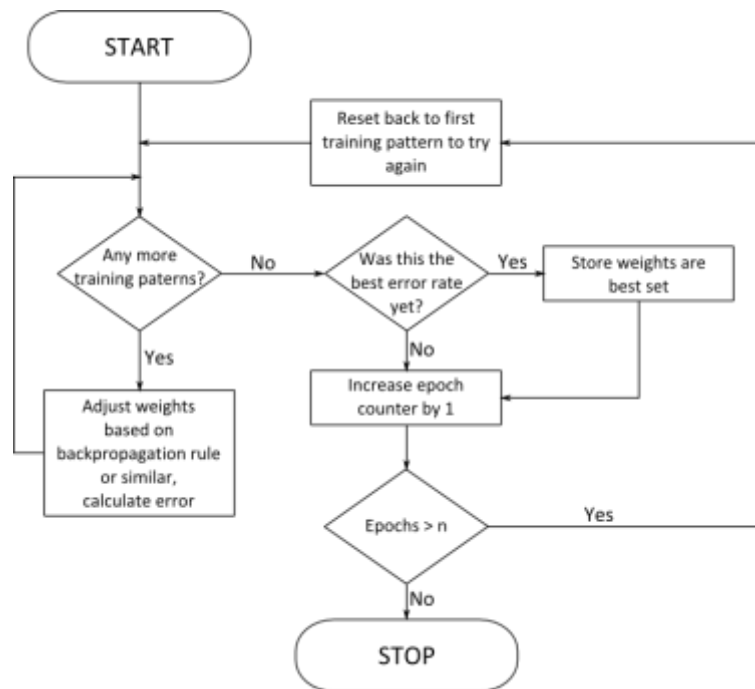 START
Reset back to first
training pattern to try
again
Any more
training paterns?
No
Was this the
best error rate
yet?
Yes
Store weights are
best set
Yes
No
Adjust weights
based on
backpropagation rule
or similar,
calculate error
Increase epoch
counter by 1
Epochs > n
Yes
No
STOP